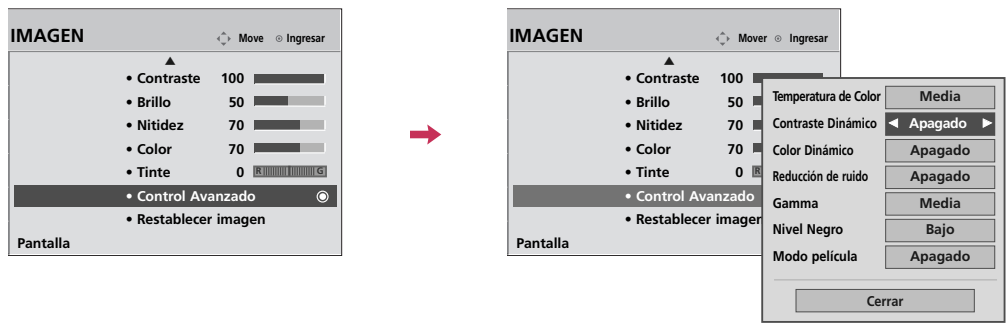 IMAGEN Move Ingresar
• Contraste 100
• Brillo 50
• Nitidez 70
• Color 70
• Tinte 0 R G
• Control Avanzado
• Restablecer imagen
Pantalla
IMAGEN Mover Ingresar
• Contraste 100
• Brillo 50
• Nitidez 70
• Color 70
• Tinte 0 R
• Control Avanzado
• Restablecer imagen
Pantalla
Temperatura de Color Media
Contraste Dinámico Apagado
Color Dinámico Apagado
Reducción de ruido Apagado
Gamma Media
Nivel Negro Bajo
Modo película Apagado
Cerrar